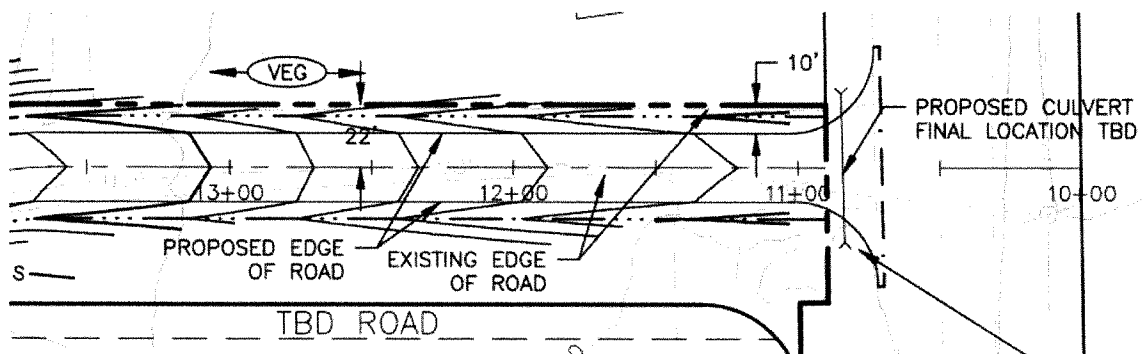 VEG
10'
PROPOSED CULVERT
FINAL LOCATION TBD
22'
13+00
12+00
11+00
10+00
PROPOSED EDGE
OF ROAD
EXISTING EDGE
OF ROAD
S
TBD ROAD